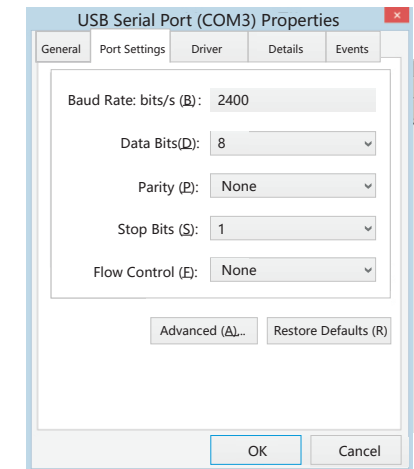 USB Serial Port (COM3) Properties
General Port Settings Driver Details Events
Baud Rate: bits/s (B): 2400
Data Bits(D): 8
Parity (P): None
Stop Bits (S): 1
Flow Control (F): None
Advanced (A)... Restore Defaults (R)
OK Cancel